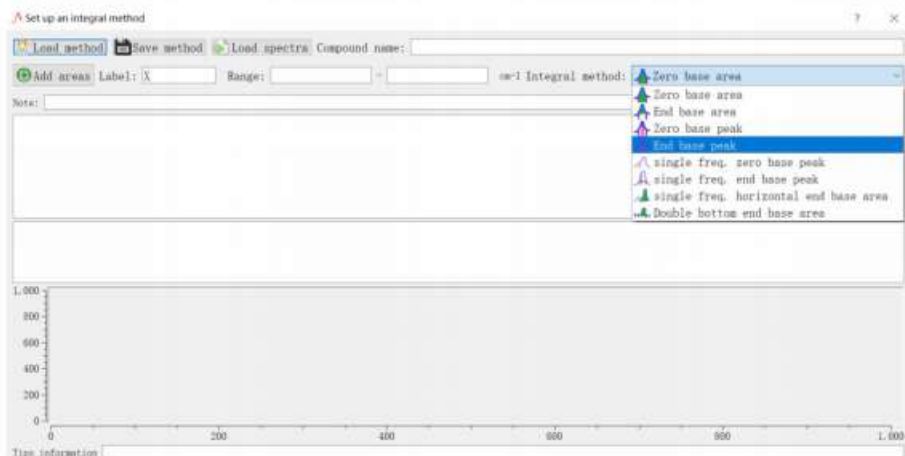 Set up an integral method ? ×
Load method Save method Load spectra Compound name:
Add areas Label: X Range: - cm-1 Integral method: Zero base area
Note:
Zero base area
End base area
Zero base peak
End base peak
single freq. zero base peak
single freq. end base peak
single freq. horizontal end base area
Double bottom end base area
1.000
800
600
400
200
0
0 200 400 600 800 1.000
Tips information